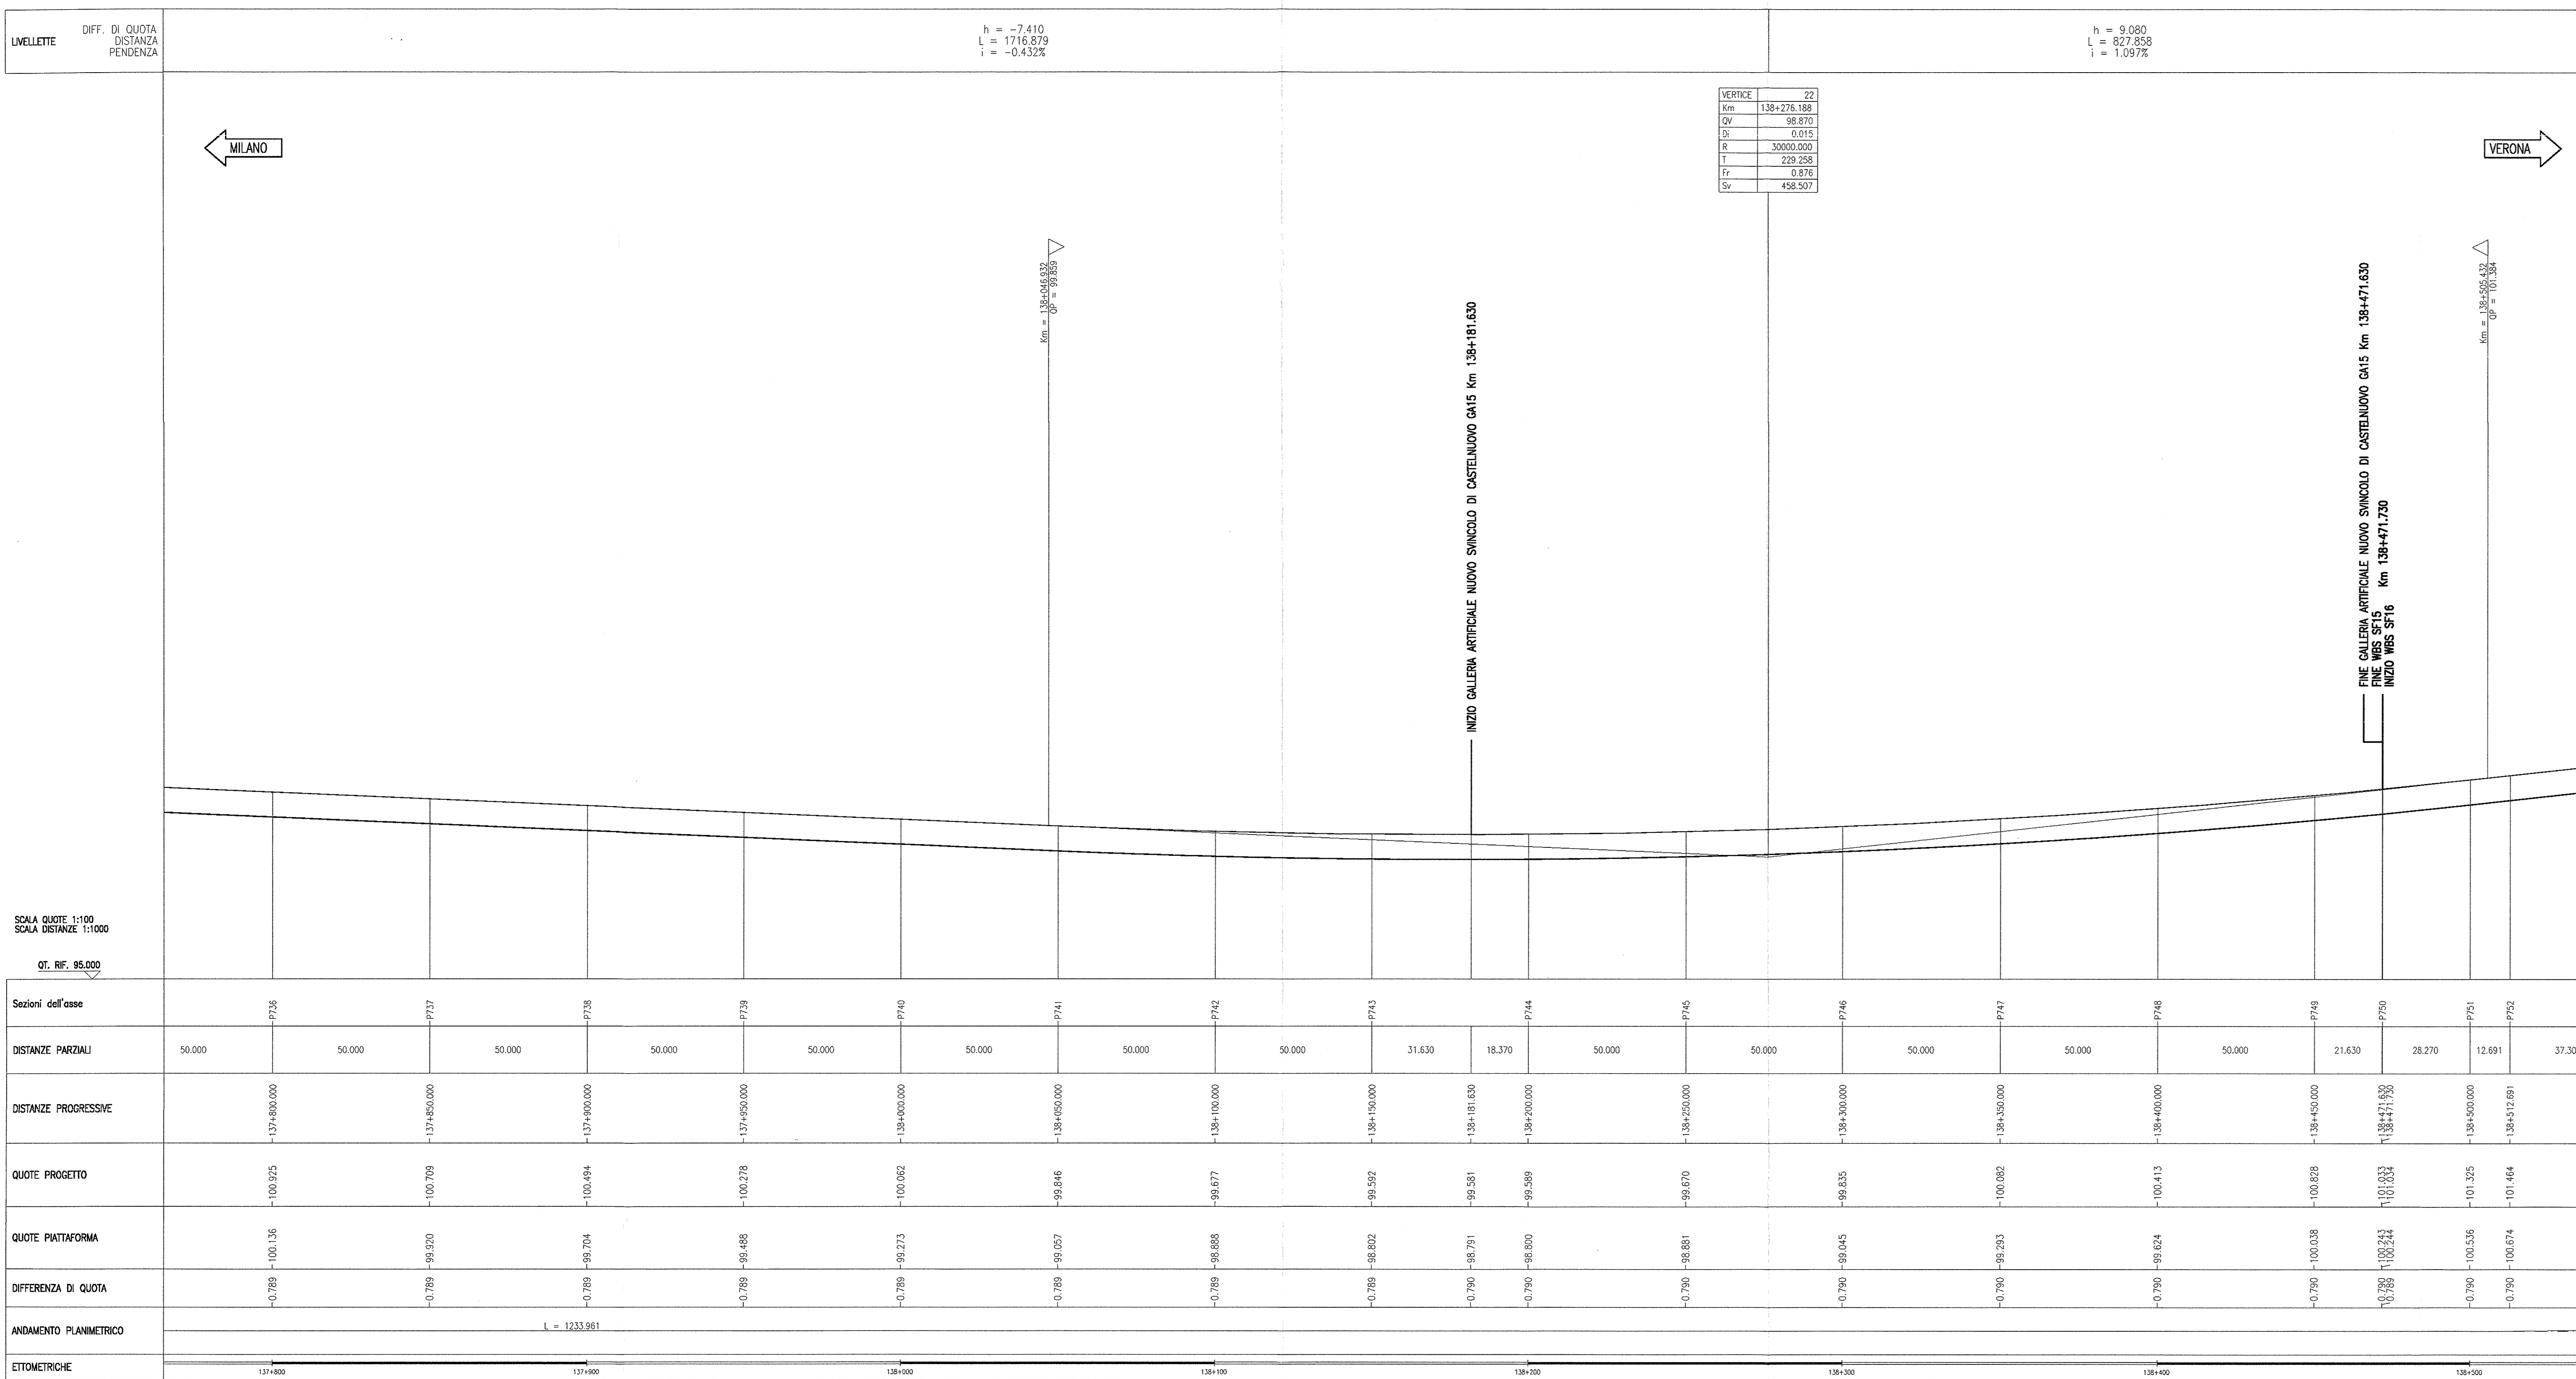 LIVELLETTE
DIFF. DI QUOTA
DISTANZA
PENDENZA
h = -7.410
L = 1716.879
i = -0.432%
h = 9.080
L = 827.858
i = 1.097%
MILANO
VERONA
VERTICE 22
Km 138+276.188
QV 98.870
Di 0.015
R 30000.000
T 229.258
Fr 0.876
Sv 458.507
Km = 138+046.932
QP = 99.859
INIZIO GALLERIA ARTIFICIALE NUOVO SVINCOLO DI CASTELNUOVO GA15 Km 138+181.630
FINE GALLERIA ARTIFICIALE NUOVO SVINCOLO DI CASTELNUOVO GA15 Km 138+471.630
FINE WBS SF15
INIZIO WBS SF16 Km 138+471.730
Km = 138+505.432
QP = 101.384
SCALA QUOTE 1:100
SCALA DISTANZE 1:1000
QT. RIF. 95.000
Sezioni dell'asse P736 P737 P738 P739 P740 P741 P742 P743 P744 P745 P746 P747 P748 P749 P750 P751 P752
DISTANZE PARZIALI 50.000 50.000 50.000 50.000 50.000 50.000 50.000 50.000 31.630 18.370 50.000 50.000 50.000 50.000 50.000 21.630 28.270 12.691 37.30
DISTANZE PROGRESSIVE 137+800.000 137+850.000 137+900.000 137+950.000 138+000.000 138+050.000 138+100.000 138+150.000 138+181.630 138+200.000 138+250.000 138+300.000 138+350.000 138+400.000 138+450.000 138+471.630 138+471.730 138+500.000 138+512.691
QUOTE PROGETTO 100.925 100.709 100.494 100.278 100.062 99.846 99.677 99.592 99.581 99.589 99.670 99.835 100.082 100.413 100.828 101.033 101.034 101.325 101.464
QUOTE PIATTAFORMA 100.136 99.920 99.704 99.488 99.273 99.057 98.888 98.802 98.791 98.800 98.881 99.045 99.293 99.624 100.038 100.243 100.244 100.536 100.674
DIFFERENZA DI QUOTA 0.789 0.789 0.789 0.789 0.789 0.789 0.789 0.789 0.790 0.790 0.790 0.790 0.790 0.790 0.790 0.790 0.789 0.790 0.790
ANDAMENTO PLANIMETRICO L = 1233.961
ETTOMETRICHE 137+800 137+900 138+000 138+100 138+200 138+300 138+400 138+500